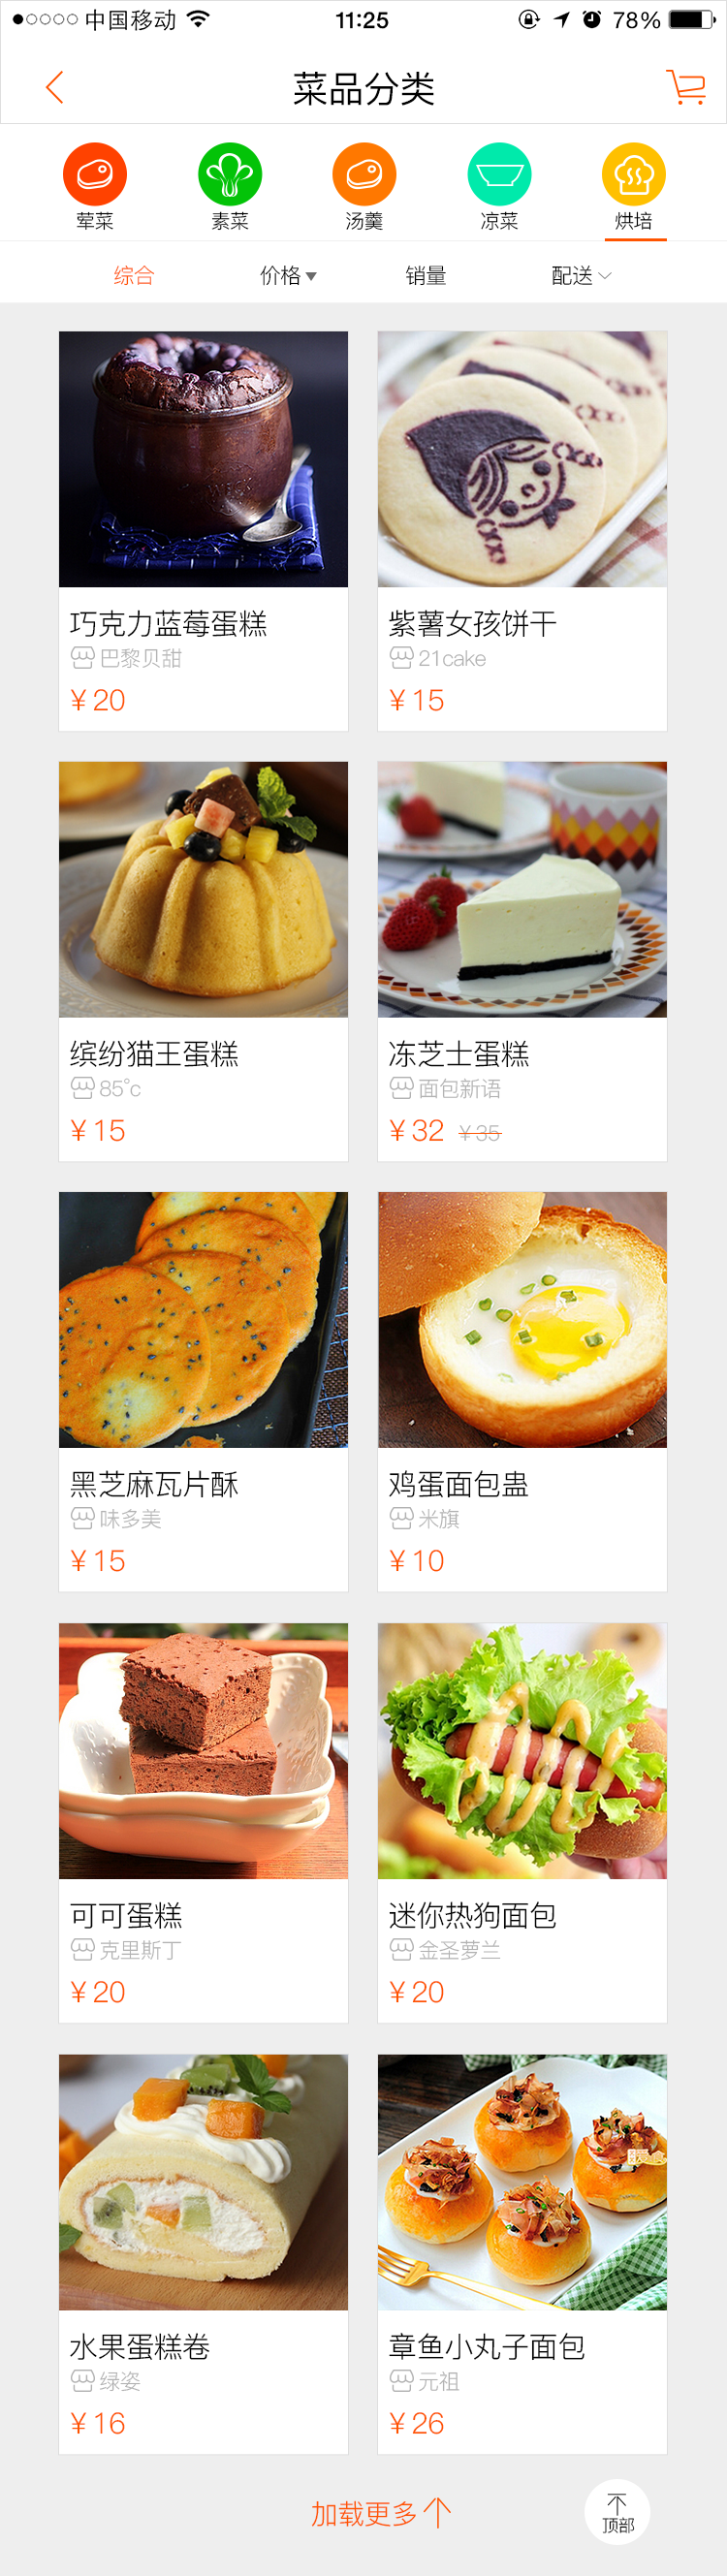 中国移动 11:25 78%
菜品分类
荤菜 素菜 汤羹 凉菜 烘培
综合 价格 销量 配送
巧克力蓝莓蛋糕
巴黎贝甜
¥20
紫薯女孩饼干
21cake
¥15
缤纷猫王蛋糕
85°c
¥15
冻芝士蛋糕
面包新语
¥32 ¥35
黑芝麻瓦片酥
味多美
¥15
鸡蛋面包蛊
米旗
¥10
可可蛋糕
克里斯丁
¥20
迷你热狗面包
金圣萝兰
¥20
水果蛋糕卷
绿姿
¥16
章鱼小丸子面包
元祖
¥26
加载更多
顶部